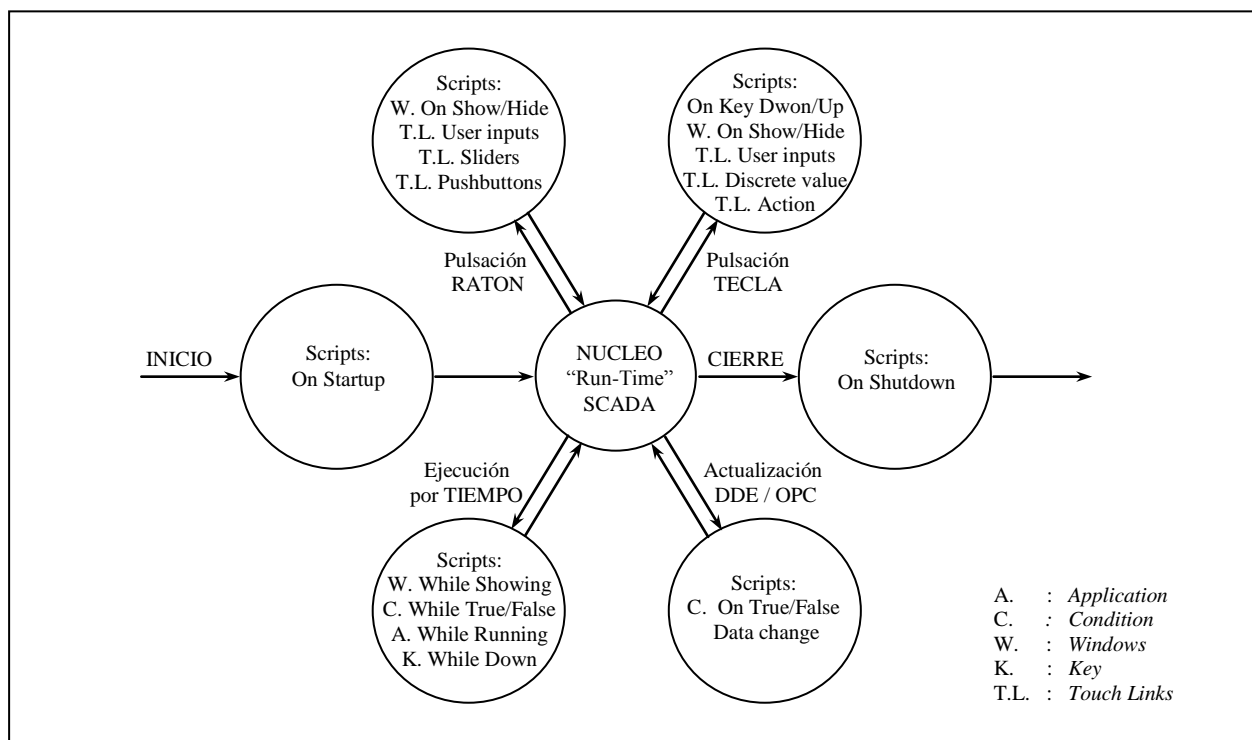 Scripts:
W. On Show/Hide
T.L. User inputs
T.L. Sliders
T.L. Pushbuttons
Scripts:
On Key Dwon/Up
W. On Show/Hide
T.L. User inputs
T.L. Discrete value
T.L. Action
Pulsación
RATON
Pulsación
TECLA
INICIO
Scripts:
On Startup
NUCLEO
“Run-Time”
SCADA
CIERRE
Scripts:
On Shutdown
Ejecución
por TIEMPO
Actualización
DDE / OPC
Scripts:
W. While Showing
C. While True/False
A. While Running
K. While Down
Scripts:
C. On True/False
Data change
A. : Application
C. : Condition
W. : Windows
K. : Key
T.L. : Touch Links